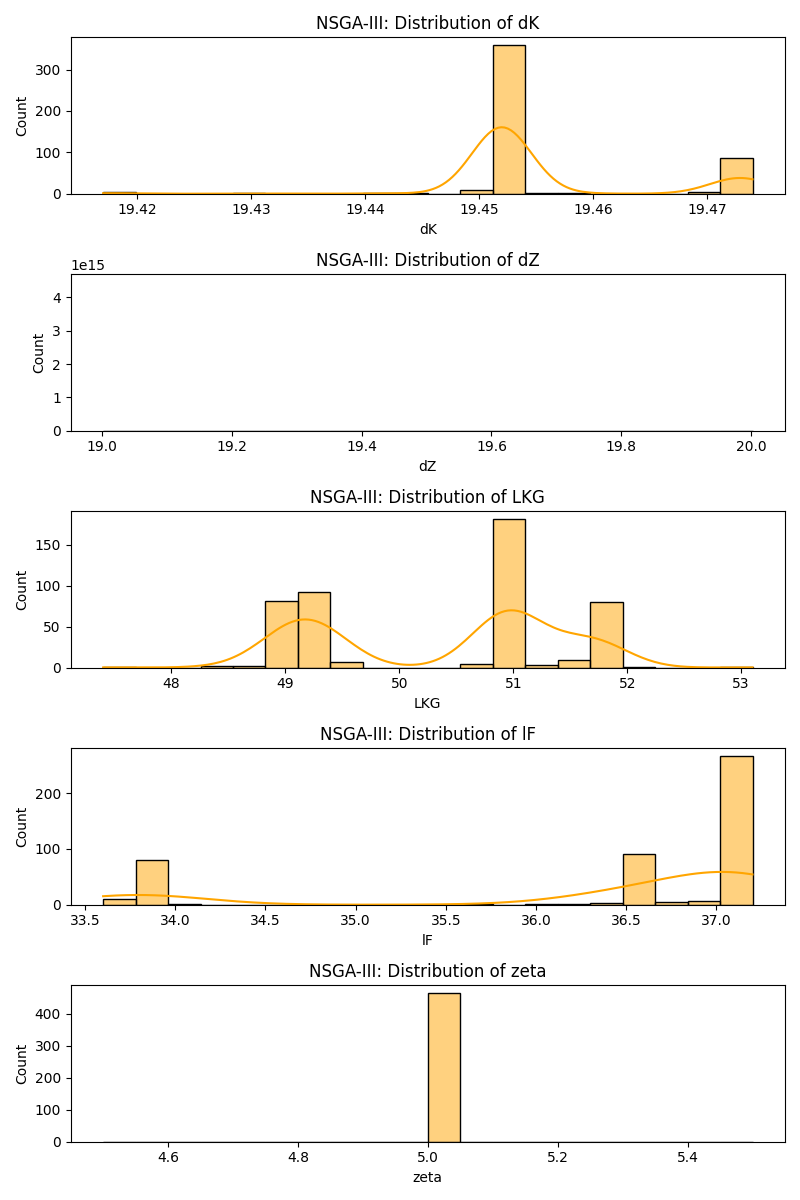 NSGA-III: Distribution of dK
300
200
100
0
Count
19.42 19.43 19.44 19.45 19.46 19.47
dK
NSGA-III: Distribution of dZ
1e15
4
3
2
1
0
Count
19.0 19.2 19.4 19.6 19.8 20.0
dZ
NSGA-III: Distribution of LKG
150
100
50
0
Count
48 49 50 51 52 53
LKG
NSGA-III: Distribution of lF
200
100
0
Count
33.5 34.0 34.5 35.0 35.5 36.0 36.5 37.0
lF
NSGA-III: Distribution of zeta
400
300
200
100
0
Count
4.6 4.8 5.0 5.2 5.4
zeta